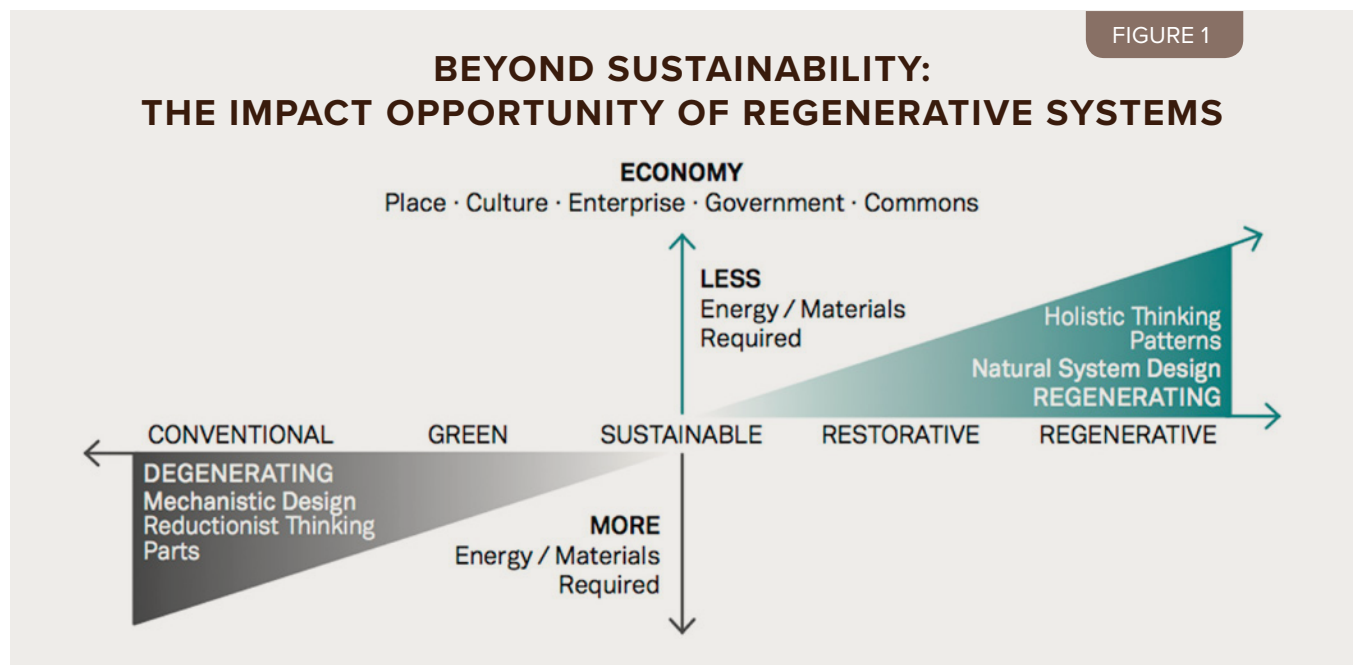 FIGURE 1
BEYOND SUSTAINABILITY:
THE IMPACT OPPORTUNITY OF REGENERATIVE SYSTEMS
ECONOMY
Place · Culture · Enterprise · Government · Commons
LESS
Energy / Materials
Required
Holistic Thinking
Patterns
Natural System Design
REGENERATING
CONVENTIONAL GREEN SUSTAINABLE RESTORATIVE REGENERATIVE
DEGENERATING
Mechanistic Design
Reductionist Thinking
Parts
MORE
Energy / Materials
Required